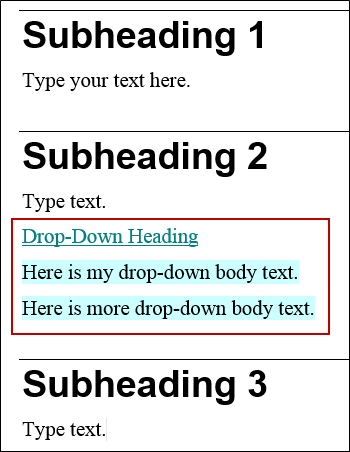 Subheading 1
Type your text here.
Subheading 2
Type text.
Drop-Down Heading
Here is my drop-down body text.
Here is more drop-down body text.
Subheading 3
Type text.